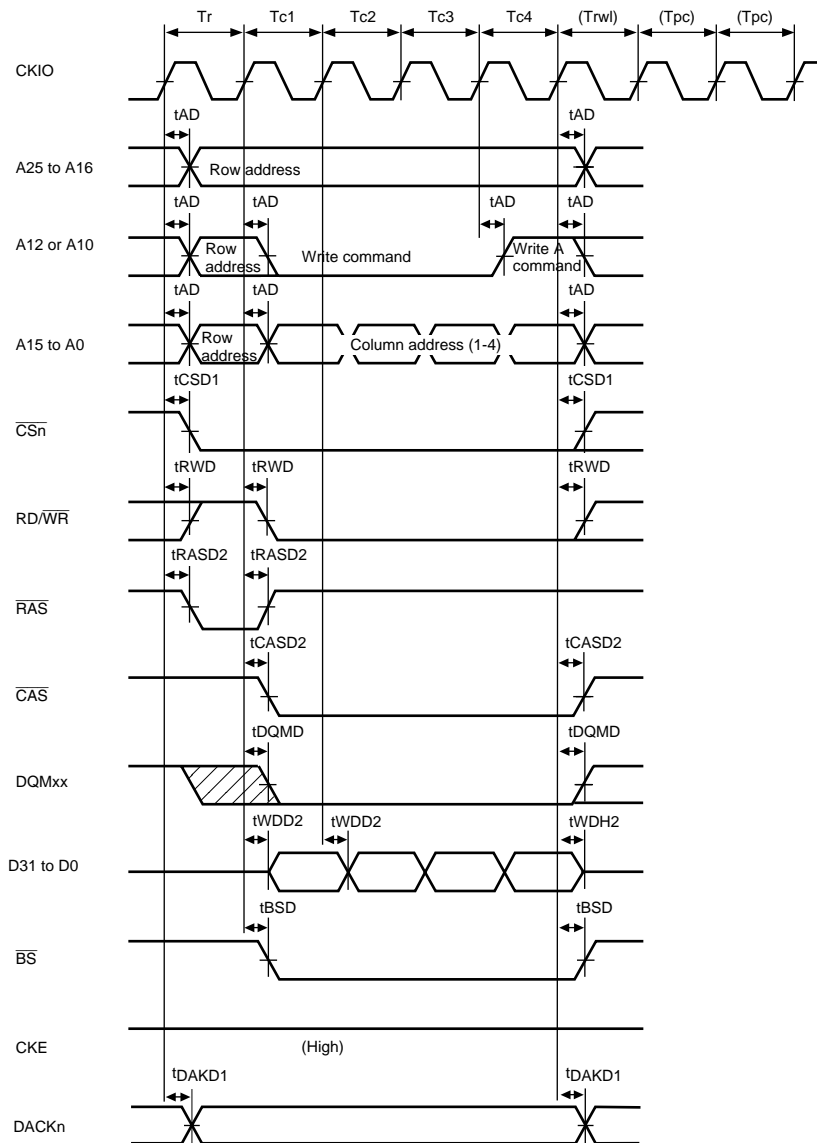 Tr Tc1 Tc2 Tc3 Tc4 (Trwl) (Tpc) (Tpc)
CKIO
tAD tAD
A25 to A16 Row address
tAD tAD tAD tAD
A12 or A10 Row address Write command Write A command
tAD tAD tAD
A15 to A0 Row address Column address (1-4)
tCSD1 tCSD1
CSn
tRWD tRWD tRWD
RD/WR
tRASD2 tRASD2
RAS
tCASD2 tCASD2
CAS
tDQMD tDQMD
DQMxx
tWDD2 tWDD2 tWDH2
D31 to D0
tBSD tBSD
BS
CKE (High)
tDAKD1 tDAKD1
DACKn